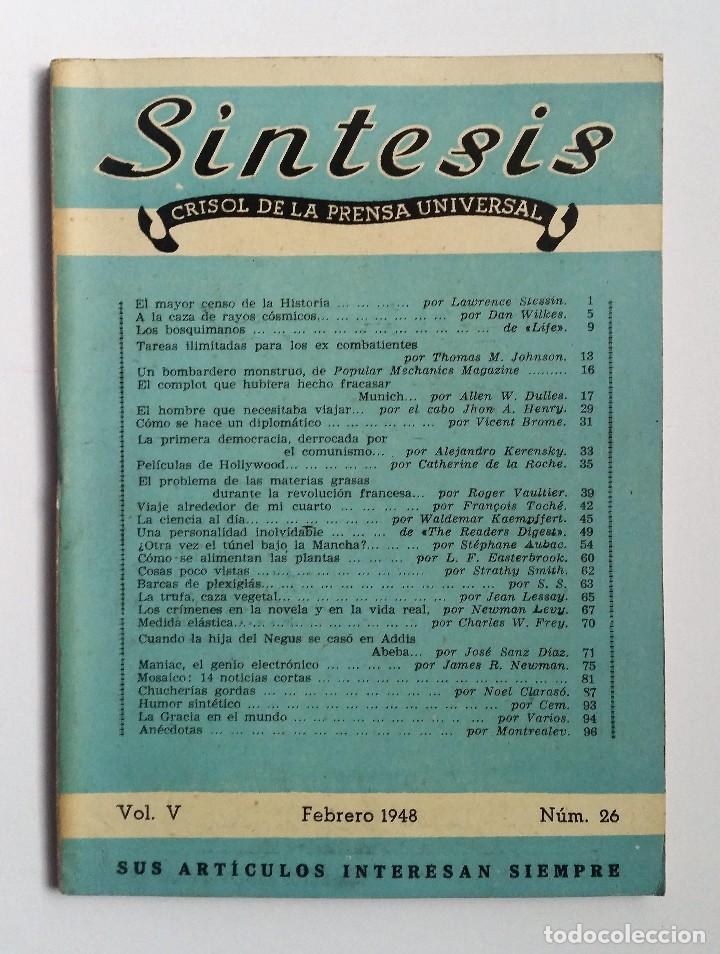 Sintesis
CRISOL DE LA PRENSA UNIVERSAL
El mayor censo de la Historia ... ... ... ... por Lawrence Stessin. 1
A la caza de rayos cósmicos... ... ... ... ... ... ... por Dan Wilkes. 5
Los bosquimanos ... ... ... ... ... ... ... ... ... ... ... de «Life». 9
Tareas ilimitadas para los ex combatientes
por Thomas M. Johnson. 13
Un bombardero monstruo, de Popular Mechanics Magazine ......... 16
El complot que hubiera hecho fracasar
Munich... por Allen W. Dulles. 17
El hombre que necesitaba viajar... por el cabo Jhon A. Henry. 29
Cómo se hace un diplomático ... ... ... ... ... por Vicent Brome. 31
La primera democracia, derrocada por
el comunismo... por Alejandro Kerensky. 33
Películas de Hollywood... ... ... ... ... por Catherine de la Roche. 35
El problema de las materias grasas
durante la revolución francesa... por Roger Vaultier. 39
Viaje alrededor de mi cuarto ... ... ... ... por François Toché. 42
La ciencia al día... ... ... ... ... ... por Waldemar Kaempffert. 45
Una personalidad inolvidable ... ... ... de «The Readers Digest». 49
¿Otra vez el túnel bajo la Mancha?... ... ... por Stéphane Aubac. 54
Cómo se alimentan las plantas ... ... ... por L. F. Easterbrook. 60
Cosas poco vistas ... ... ... ... ... ... ... ... por Strathy Smith. 62
Barcas de plexiglás... ... ... ... ... ... ... ... ... ... ... por S. S. 63
La trufa, caza vegetal... ... ... ... ... ... ... ... por Jean Lessay. 65
Los crímenes en la novela y en la vida real, por Newman Levy. 67
Medida elástica... ... ... ... ... ... ... ... ... por Charles W. Frey. 70
Cuando la hija del Negus se casó en Addis
Abeba... por José Sanz Díaz. 71
Maniac, el genio electrónico ... ... ... ... por James R. Newman. 75
Mosaico: 14 noticias cortas ... ... ... ... ... ... ... ... ... ... 81
Chucherías gordas ... ... ... ... ... ... ... ... por Noel Clarasó. 87
Humor sintético ... ... ... ... ... ... ... ... ... ... ... por Cem. 93
La Gracia en el mundo ... ... ... ... ... ... ... .. ... por Varios. 94
Anécdotas ... ... ... ... ... ... ... ... ... ... ... por Montrealev. 96
Vol. V Febrero 1948 Núm. 26
SUS ARTÍCULOS INTERESAN SIEMPRE
todocoleccion